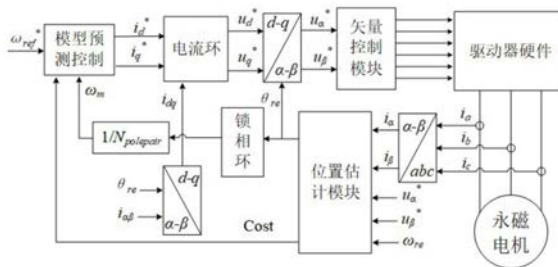 ω_ref*
模型预测控制
i_d*
i_q*
电流环
u_d*
u_q*
d-q
α-β
u_α*
u_β*
矢量控制模块
驱动器硬件
ω_m
i_dq
θ_re
1/N_polepair
锁相环
i_α
i_β
α-β
abc
i_a
i_b
i_c
位置估计模块
θ_re
i_αβ
d-q
α-β
u_α*
u_β*
ω_re
Cost
永磁电机